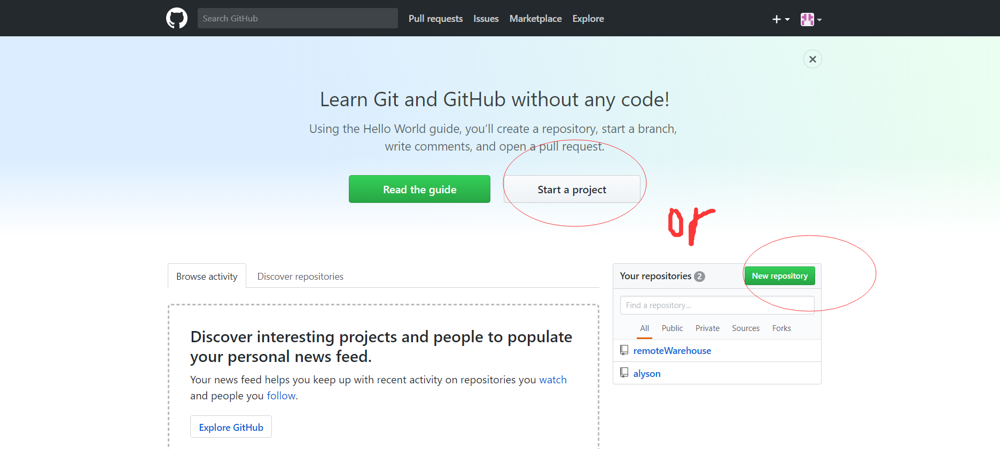 Search GitHub
Pull requests Issues Marketplace Explore
Learn Git and GitHub without any code!
Using the Hello World guide, you’ll create a repository, start a branch,
write comments, and open a pull request.
Read the guide
Start a project
or
Browse activity
Discover repositories
Discover interesting projects and people to populate
your personal news feed.
Your news feed helps you keep up with recent activity on repositories you watch
and people you follow.
Explore GitHub
Your repositories 2
New repository
Find a repository...
All Public Private Sources Forks
remoteWarehouse
alyson